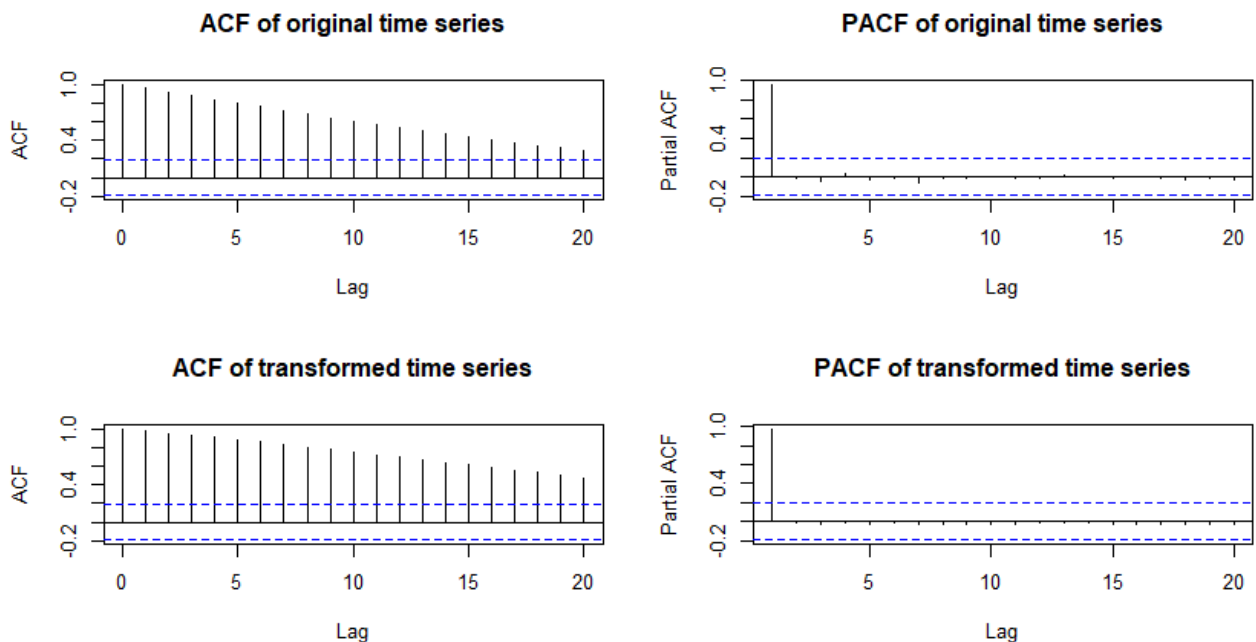 ACF of original time series
ACF
1.0
0.4
-0.2
0 5 10 15 20
Lag
PACF of original time series
Partial ACF
1.0
0.4
-0.2
5 10 15 20
Lag
ACF of transformed time series
ACF
1.0
0.4
-0.2
0 5 10 15 20
Lag
PACF of transformed time series
Partial ACF
1.0
0.4
-0.2
5 10 15 20
Lag